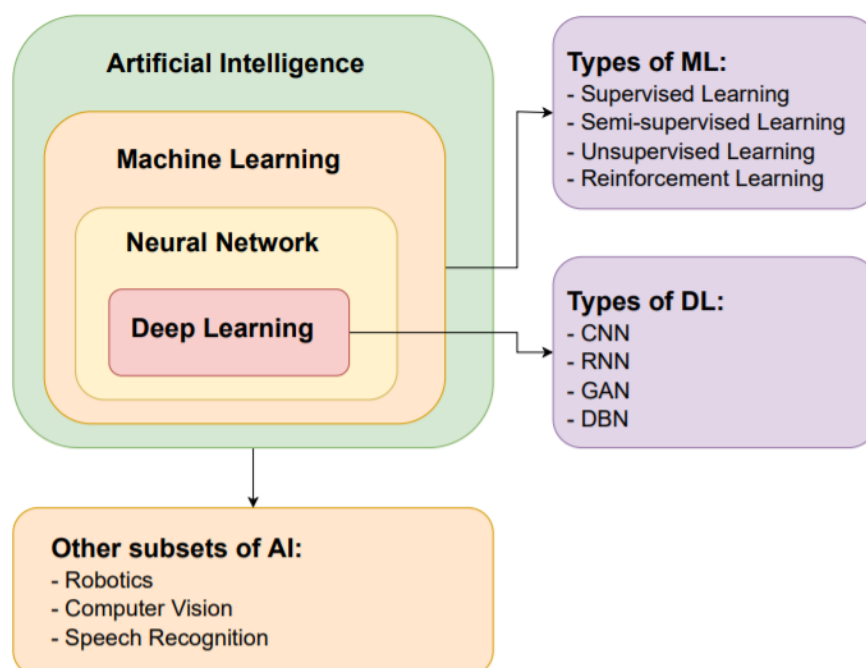 Artificial Intelligence
Machine Learning
Neural Network
Deep Learning
Types of ML:
- Supervised Learning
- Semi-supervised Learning
- Unsupervised Learning
- Reinforcement Learning
Types of DL:
- CNN
- RNN
- GAN
- DBN
Other subsets of AI:
- Robotics
- Computer Vision
- Speech Recognition